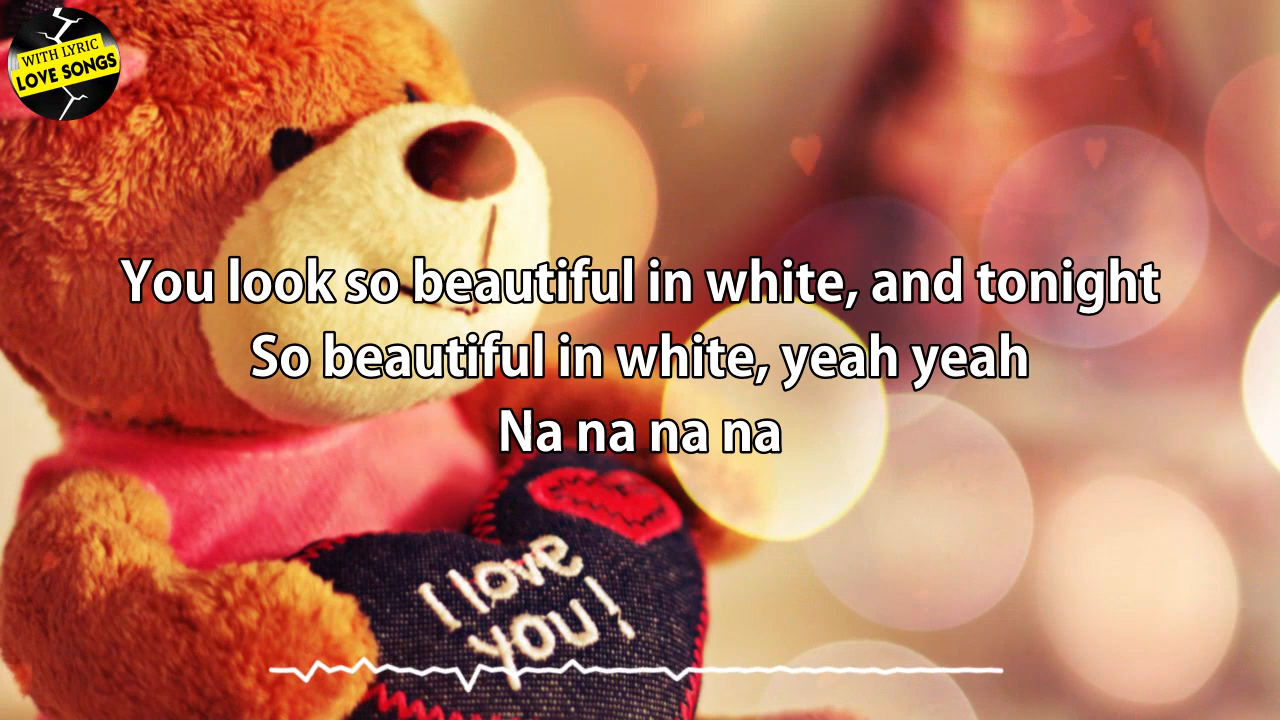 WITH LYRIC
LOVE SONGS
You look so beautiful in white, and tonight
So beautiful in white, yeah yeah
Na na na na
I love
you!